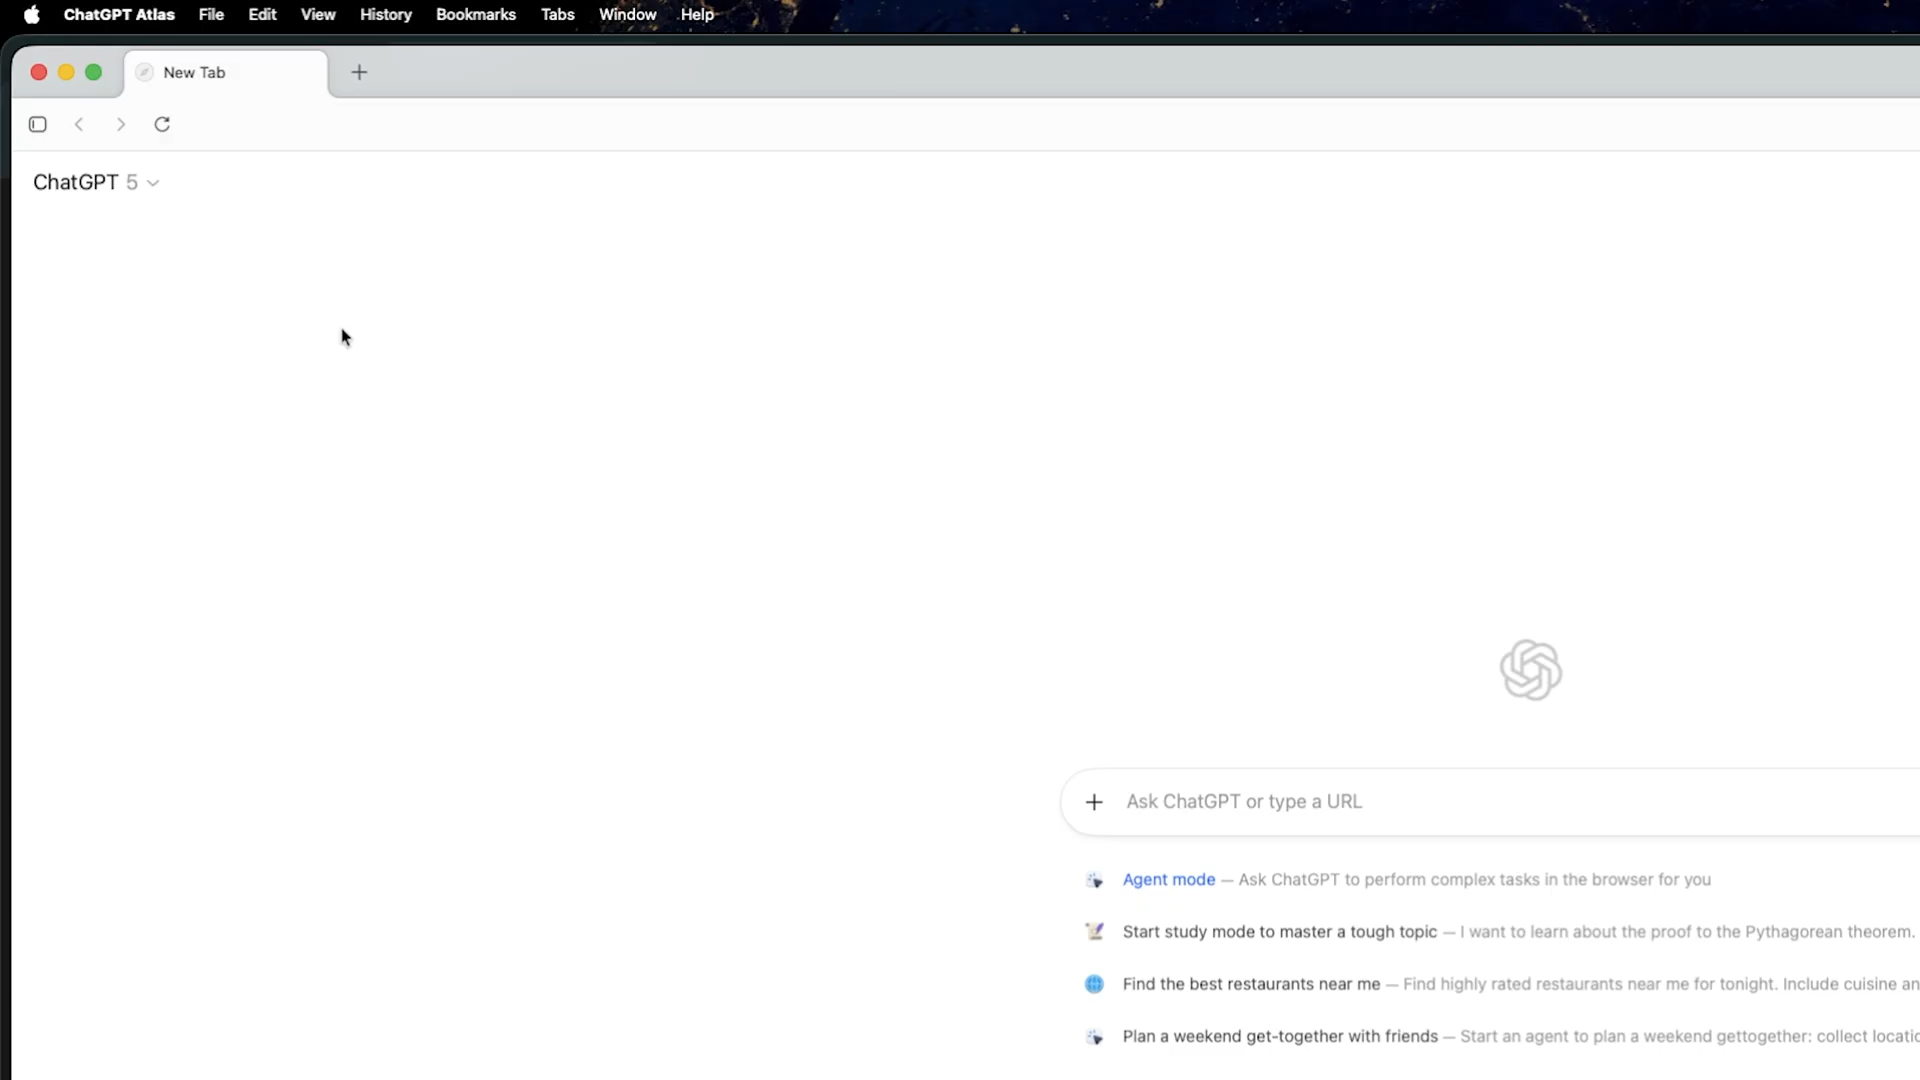 ChatGPT Atlas File Edit View History Bookmarks Tabs Window Help
New Tab
ChatGPT 5
Ask ChatGPT or type a URL
Agent mode — Ask ChatGPT to perform complex tasks in the browser for you
Start study mode to master a tough topic — I want to learn about the proof to the Pythagorean theorem.
Find the best restaurants near me — Find highly rated restaurants near me for tonight. Include cuisine an
Plan a weekend get-together with friends — Start an agent to plan a weekend gettogether: collect locatio